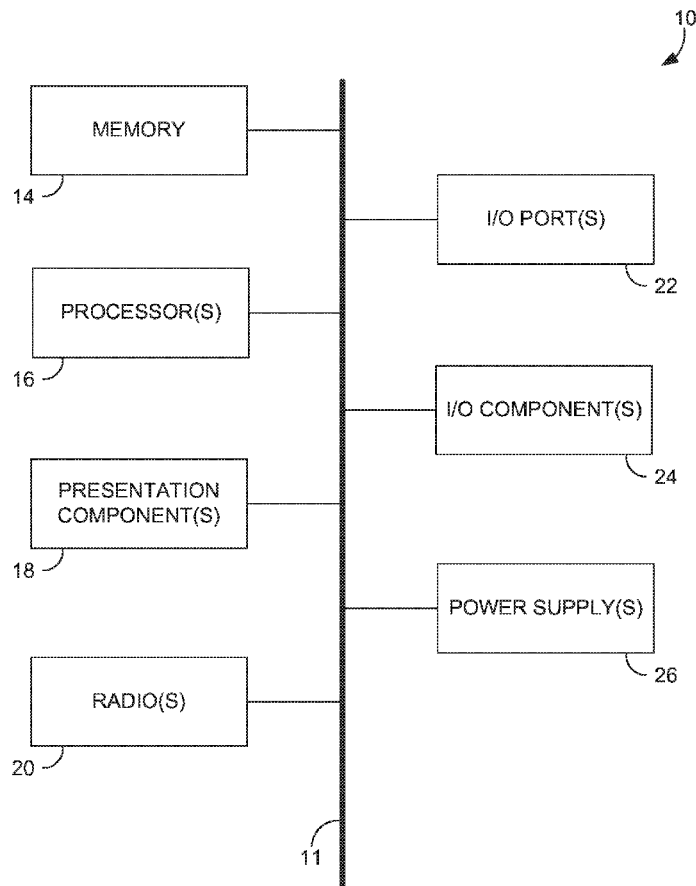 10
MEMORY
14
I/O PORT(S)
22
PROCESSOR(S)
16
I/O COMPONENT(S)
24
PRESENTATION
COMPONENT(S)
18
POWER SUPPLY(S)
26
RADIO(S)
20
11